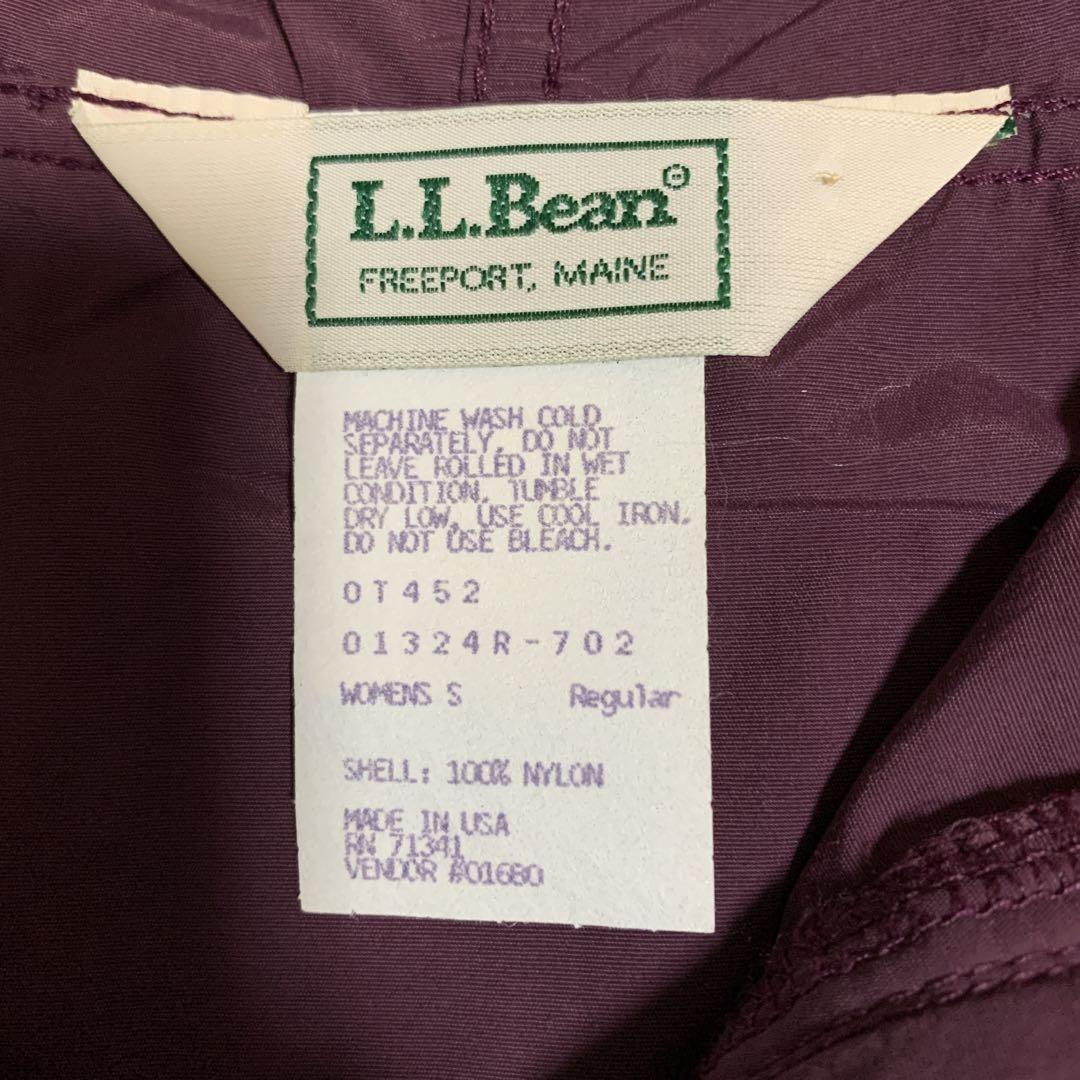 L.L.Bean®
FREEPORT, MAINE
MACHINE WASH COLD
SEPARATELY, DO NOT
LEAVE ROLLED IN WET
CONDITION, TUMBLE
DRY LOW, USE COOL IRON.
DO NOT USE BLEACH.
0T452
01324R-702
WOMENS S Regular
SHELL: 100% NYLON
MADE IN USA
RN 71341
VENDOR #01680